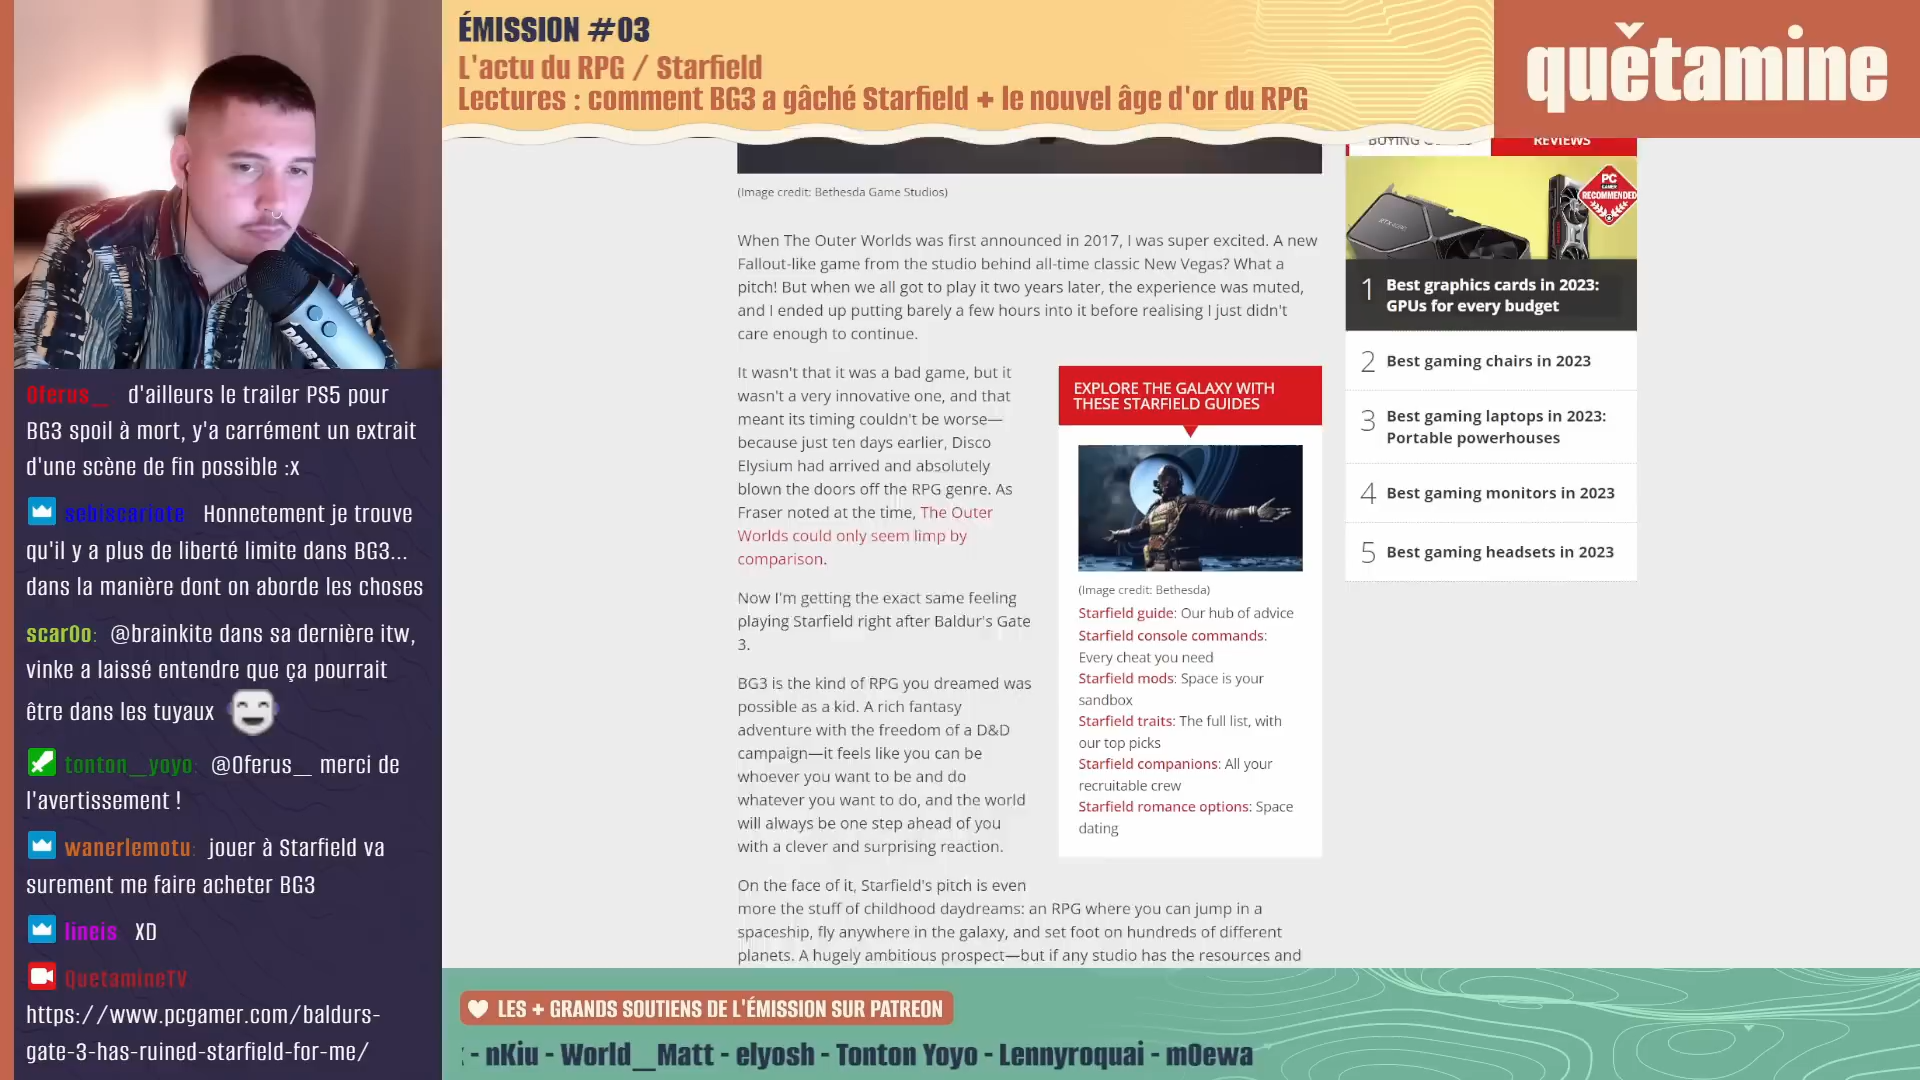 ÉMISSION #03
L'actu du RPG / Starfield
Lectures : comment BG3 a gâché Starfield + le nouvel âge d'or du RPG
quětamine
Oferus__: d'ailleurs le trailer PS5 pour
BG3 spoil à mort, y'a carrément un extrait
d'une scène de fin possible :x
sebiscariote: Honnetement je trouve
qu'il y a plus de liberté limite dans BG3...
dans la manière dont on aborde les choses
scar0o: @brainkite dans sa dernière itw,
vinke a laissé entendre que ça pourrait
être dans les tuyaux
tonton__yoyo: @Oferus__ merci de
l'avertissement !
wanerlemotu: jouer à Starfield va
surement me faire acheter BG3
lineis XD
QuetamineTV
https://www.pcgamer.com/baldurs-
gate-3-has-ruined-starfield-for-me/
(Image credit: Bethesda Game Studios)
When The Outer Worlds was first announced in 2017, I was super excited. A new
Fallout-like game from the studio behind all-time classic New Vegas? What a
pitch! But when we all got to play it two years later, the experience was muted,
and I ended up putting barely a few hours into it before realising I just didn't
care enough to continue.
It wasn't that it was a bad game, but it
wasn't a very innovative one, and that
meant its timing couldn't be worse—
because just ten days earlier, Disco
Elysium had arrived and absolutely
blown the doors off the RPG genre. As
Fraser noted at the time, The Outer
Worlds could only seem limp by
comparison.
Now I'm getting the exact same feeling
playing Starfield right after Baldur's Gate
3.
BG3 is the kind of RPG you dreamed was
possible as a kid. A rich fantasy
adventure with the freedom of a D&D
campaign—it feels like you can be
whoever you want to be and do
whatever you want to do, and the world
will always be one step ahead of you
with a clever and surprising reaction.
On the face of it, Starfield's pitch is even
more the stuff of childhood daydreams: an RPG where you can jump in a
spaceship, fly anywhere in the galaxy, and set foot on hundreds of different
planets. A hugely ambitious prospect—but if any studio has the resources and
EXPLORE THE GALAXY WITH
THESE STARFIELD GUIDES
(Image credit: Bethesda)
Starfield guide: Our hub of advice
Starfield console commands:
Every cheat you need
Starfield mods: Space is your
sandbox
Starfield traits: The full list, with
our top picks
Starfield companions: All your
recruitable crew
Starfield romance options: Space
dating
BUYING GUIDES
REVIEWS
PC
GAMER
RECOMMENDED
1 Best graphics cards in 2023:
GPUs for every budget
2 Best gaming chairs in 2023
3 Best gaming laptops in 2023:
Portable powerhouses
4 Best gaming monitors in 2023
5 Best gaming headsets in 2023
LES + GRANDS SOUTIENS DE L'ÉMISSION SUR PATREON
- nKiu - World__Matt - elyosh - Tonton Yoyo - Lennyroquai - m0ewa